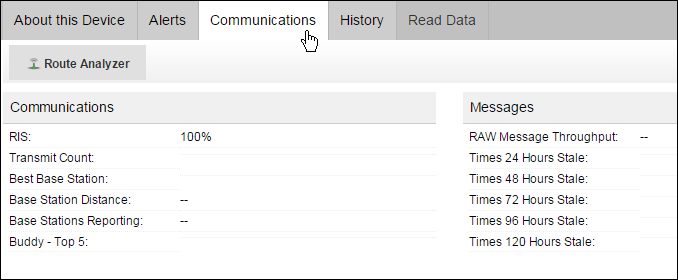 About this Device Alerts Communications History Read Data
Route Analyzer
Communications
RIS: 100%
Transmit Count:
Best Base Station:
Base Station Distance: --
Base Stations Reporting: --
Buddy - Top 5:
Messages
RAW Message Throughput: --
Times 24 Hours Stale:
Times 48 Hours Stale:
Times 72 Hours Stale:
Times 96 Hours Stale:
Times 120 Hours Stale: